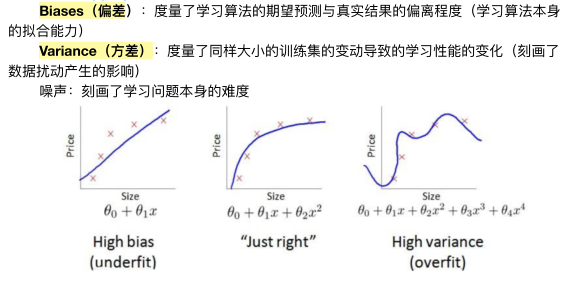 Biases（偏差）：度量了学习算法的期望预测与真实结果的偏离程度（学习算法本身
的拟合能力）
Variance（方差）：度量了同样大小的训练集的变动导致的学习性能的变化（刻画了
数据扰动产生的影响）
噪声：刻画了学习问题本身的难度
Price
Size
θ₀ + θ₁x
High bias
(underfit)
Price
Size
θ₀ + θ₁x + θ₂x²
“Just right”
Price
Size
θ₀ + θ₁x + θ₂x² + θ₃x³ + θ₄x⁴
High variance
(overfit)